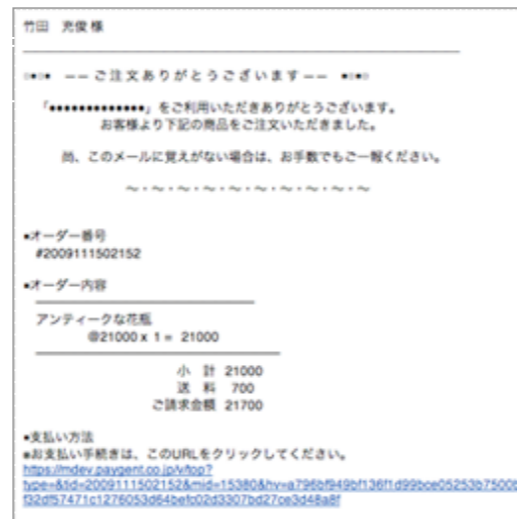 竹田 充俊 様
○●○● ーー ご注文ありがとうございます ーー ●○●○
「●●●●●●●●●●●●●」をご利用いただきありがとうございます。
お客様より下記の商品をご注文いただきました。
尚、このメールに覚えがない場合は、お手数でもご一報ください。
〜・〜・〜・〜・〜・〜・〜・〜・〜・〜
●オーダー番号
#2009111502152
●オーダー内容
アンティークな花瓶
@21000 x 1 = 21000
小 計 21000
送 料 700
ご請求金額 21700
●支払い方法
※お支払い手続きは、このURLをクリックしてください。
https://mdev.paygent.co.jp/v/top?
type=&tid=2009111502152&mid=15380&hv=a796bf949bf136f1d99bce05253b7500b
f32df57471c1276053d64befc02d3307bd27ce3d48a8f